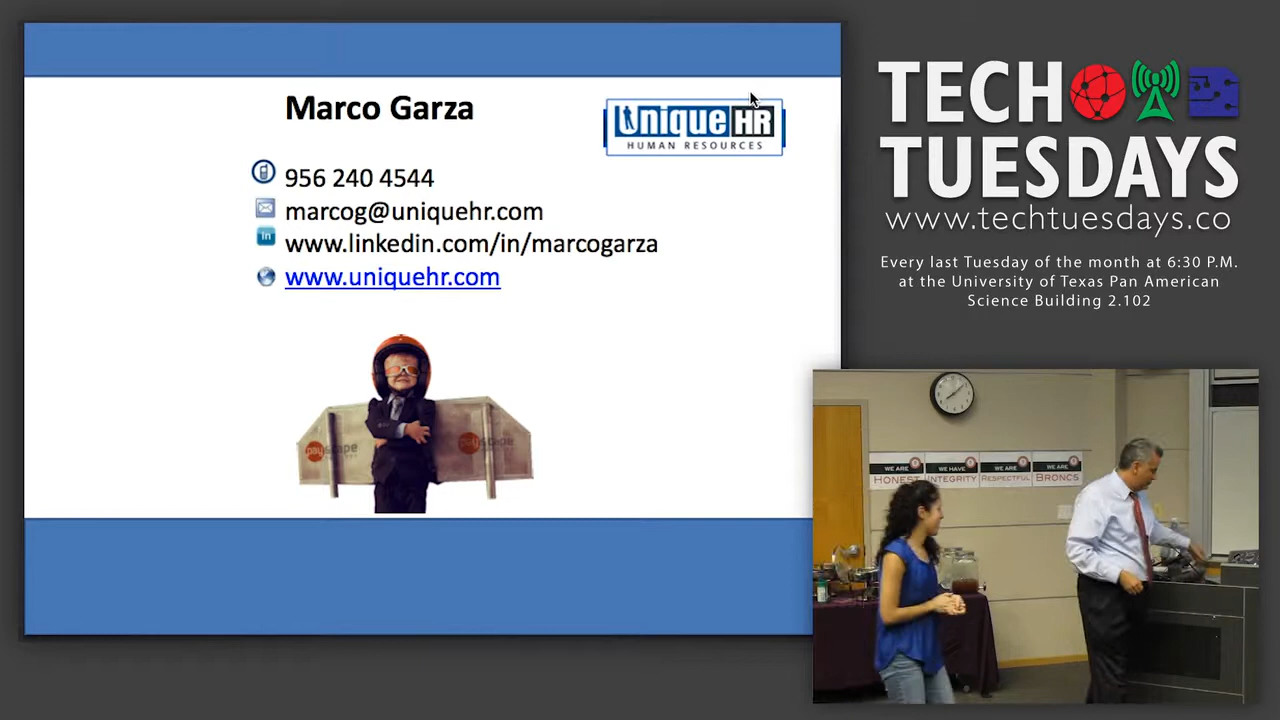 Marco Garza
Unique HR
HUMAN RESOURCES
956 240 4544
marcog@uniquehr.com
in
www.linkedin.com/in/marcogarza
www.uniquehr.com
TECH
TUESDAYS
www.techtuesdays.co
Every last Tuesday of the month at 6:30 P.M.
at the University of Texas Pan American
Science Building 2.102
WE ARE
HONEST
WE HAVE
INTEGRITY
WE ARE
RESPECTFUL
WE ARE
BRONCS